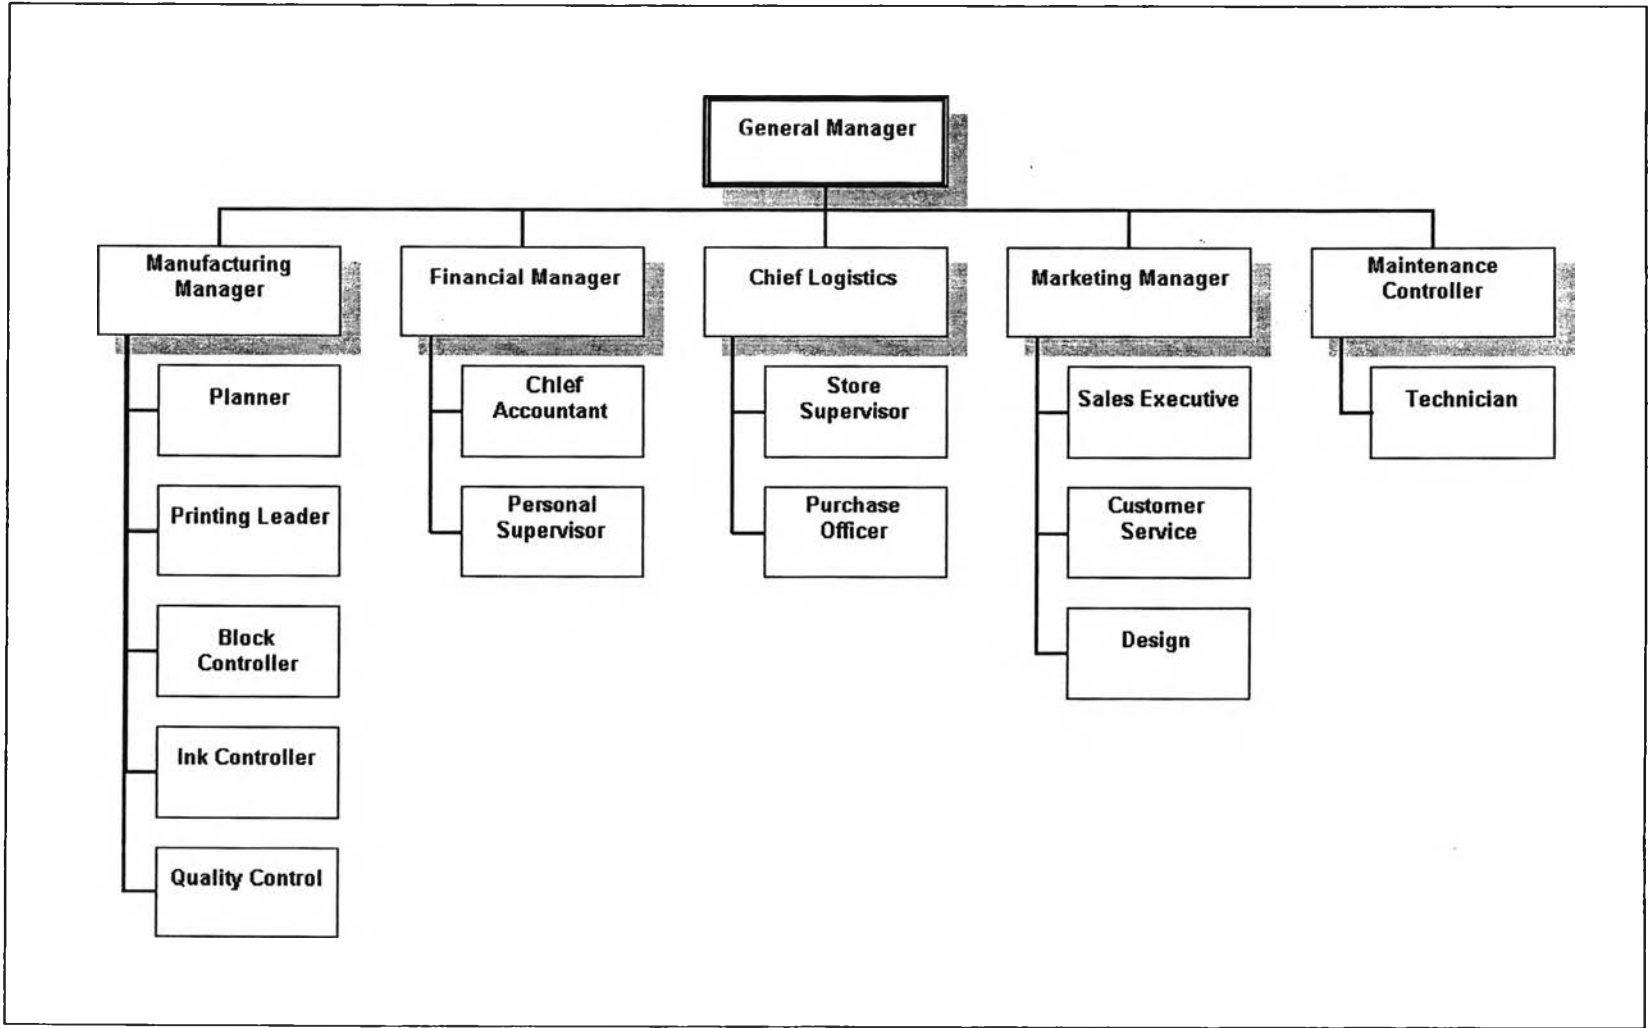 General Manager
Manufacturing
Manager
Financial Manager
Chief Logistics
Marketing Manager
Maintenance
Controller
Planner
Printing Leader
Block
Controller
Ink Controller
Quality Control
Chief
Accountant
Personal
Supervisor
Store
Supervisor
Purchase
Officer
Sales Executive
Customer
Service
Design
Technician